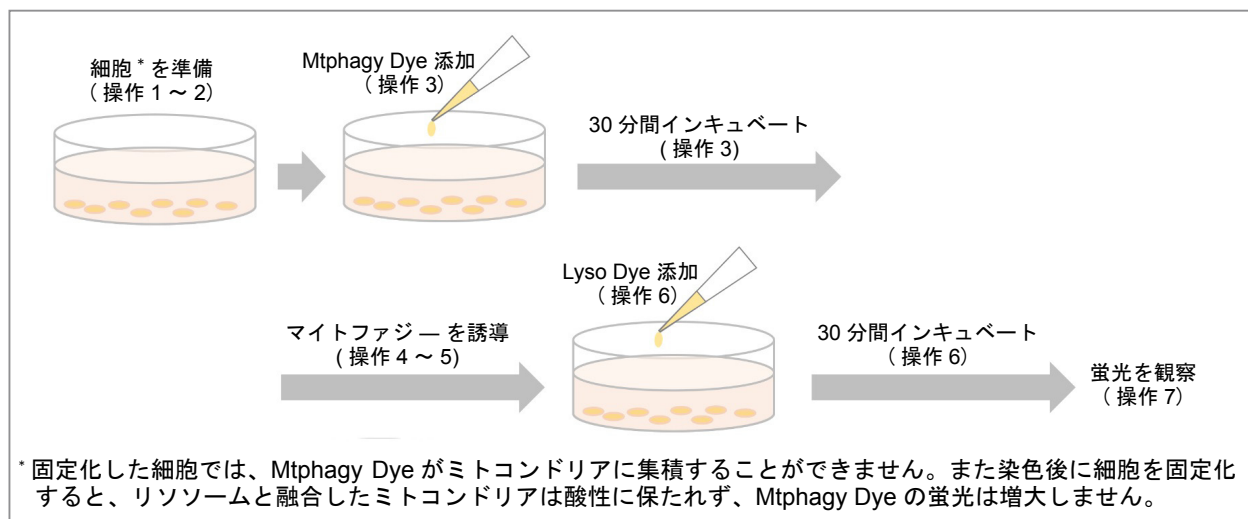 細胞 * を準備
（ 操作 1 ～ 2）
Mtphagy Dye 添加
（ 操作 3）
30 分間インキュベート
( 操作 3)
マイトファジ ― を誘導
( 操作 4 ～ 5)
Lyso Dye 添加
（ 操作 6）
30 分間インキュベート
（ 操作 6）
蛍光を観察
（ 操作 7）
* 固定化した細胞では、Mtphagy Dye がミトコンドリアに集積することができません。また染色後に細胞を固定化
すると、リソソームと融合したミトコンドリアは酸性に保たれず、Mtphagy Dye の蛍光は増大しません。